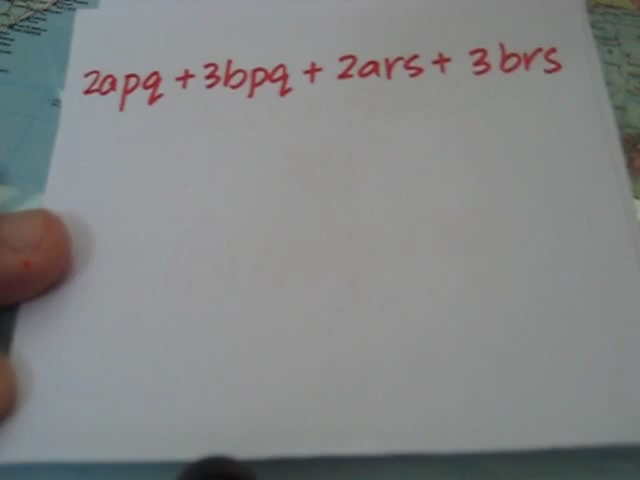 2apq + 3bpq + 2ars + 3brs